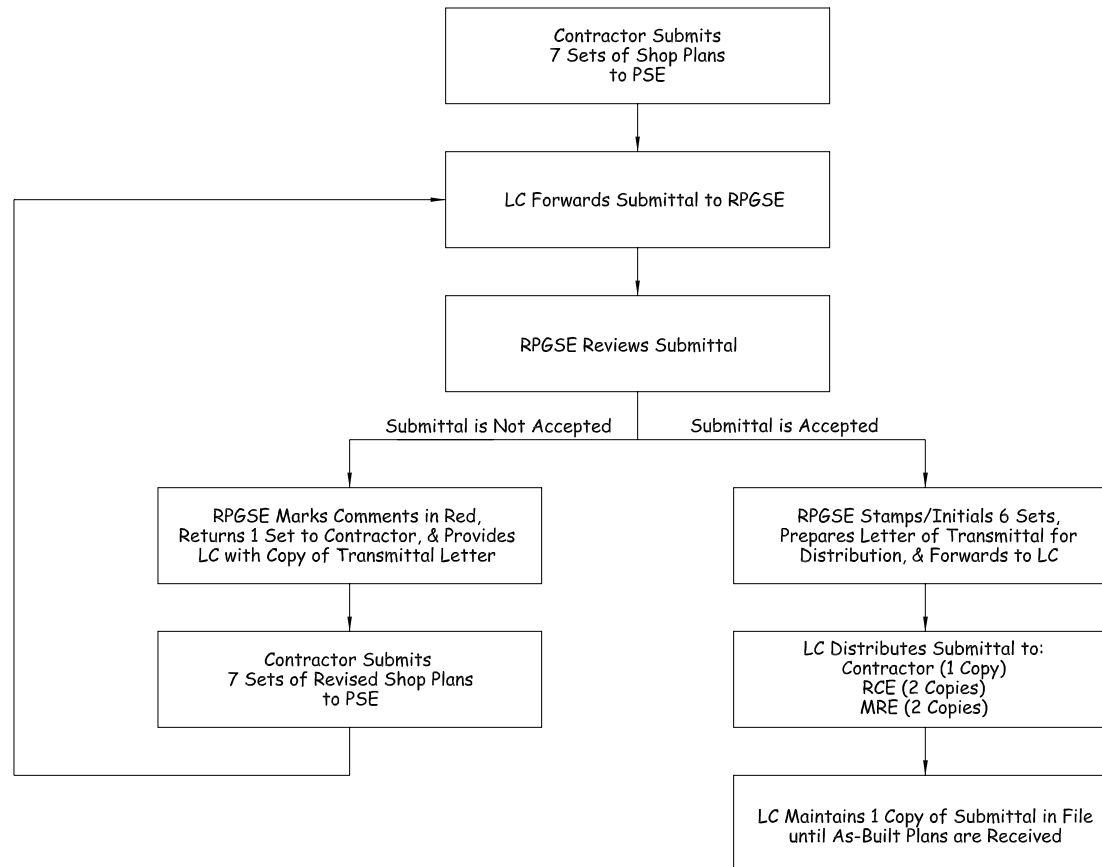 Contractor Submits
7 Sets of Shop Plans
to PSE
LC Forwards Submittal to RPGSE
RPGSE Reviews Submittal
Submittal is Not Accepted
Submittal is Accepted
RPGSE Marks Comments in Red,
Returns 1 Set to Contractor, & Provides
LC with Copy of Transmittal Letter
RPGSE Stamps/Initials 6 Sets,
Prepares Letter of Transmittal for
Distribution, & Forwards to LC
Contractor Submits
7 Sets of Revised Shop Plans
to PSE
LC Distributes Submittal to:
Contractor (1 Copy)
RCE (2 Copies)
MRE (2 Copies)
LC Maintains 1 Copy of Submittal in File
until As-Built Plans are Received